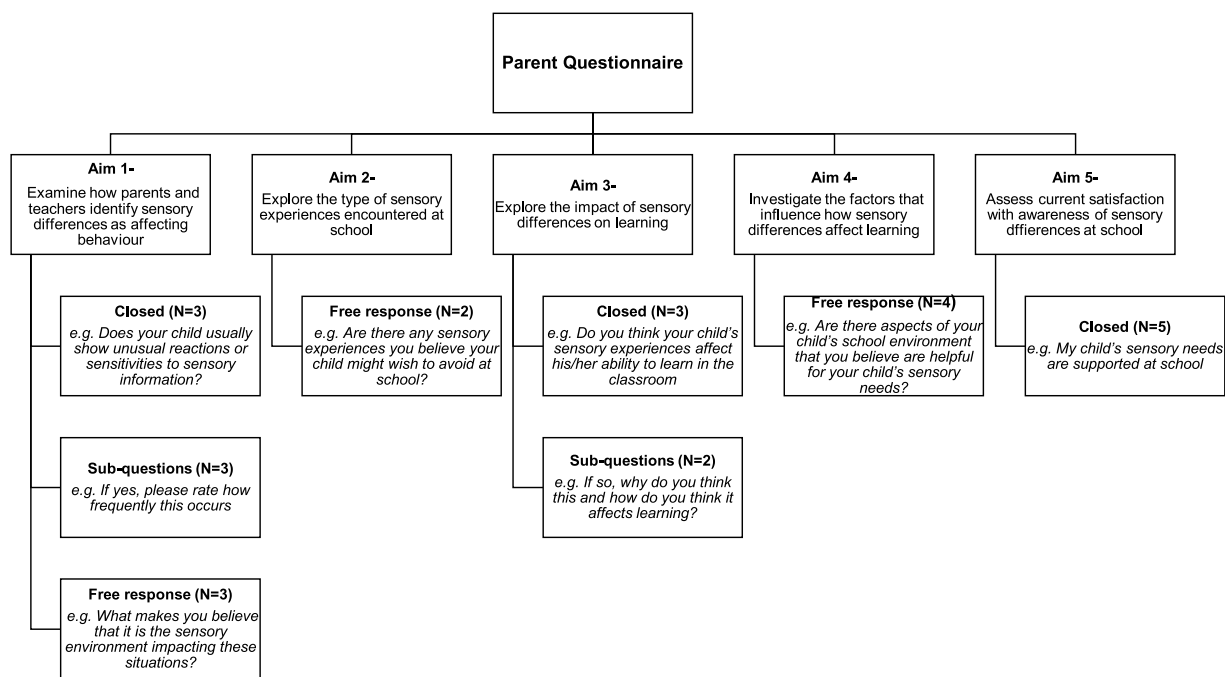 Parent Questionnaire
Aim 1-
Examine how parents and
teachers identify sensory
differences as affecting
behaviour
Closed (N=3)
e.g. Does your child usually
show unusual reactions or
sensitivities to sensory
information?
Sub-questions (N=3)
e.g. If yes, please rate how
frequently this occurs
Free response (N=3)
e.g. What makes you believe
that it is the sensory
environment impacting these
situations?
Aim 2-
Explore the type of sensory
experiences encountered at
school
Free response (N=2)
e.g. Are there any sensory
experiences you believe your
child might wish to avoid at
school?
Aim 3-
Explore the impact of sensory
differences on learning
Closed (N=3)
e.g. Do you think your child's
sensory experiences affect
his/her ability to learn in the
classroom
Sub-questions (N=2)
e.g. If so, why do you think
this and how do you think it
affects learning?
Aim 4-
Investigate the factors that
influence how sensory
differences affect learning
Free response (N=4)
e.g. Are there aspects of your
child's school environment
that you believe are helpful
for your child's sensory
needs?
Aim 5-
Assess current satisfaction
with awareness of sensory
dfiierences at school
Closed (N=5)
e.g. My child's sensory needs
are supported at school